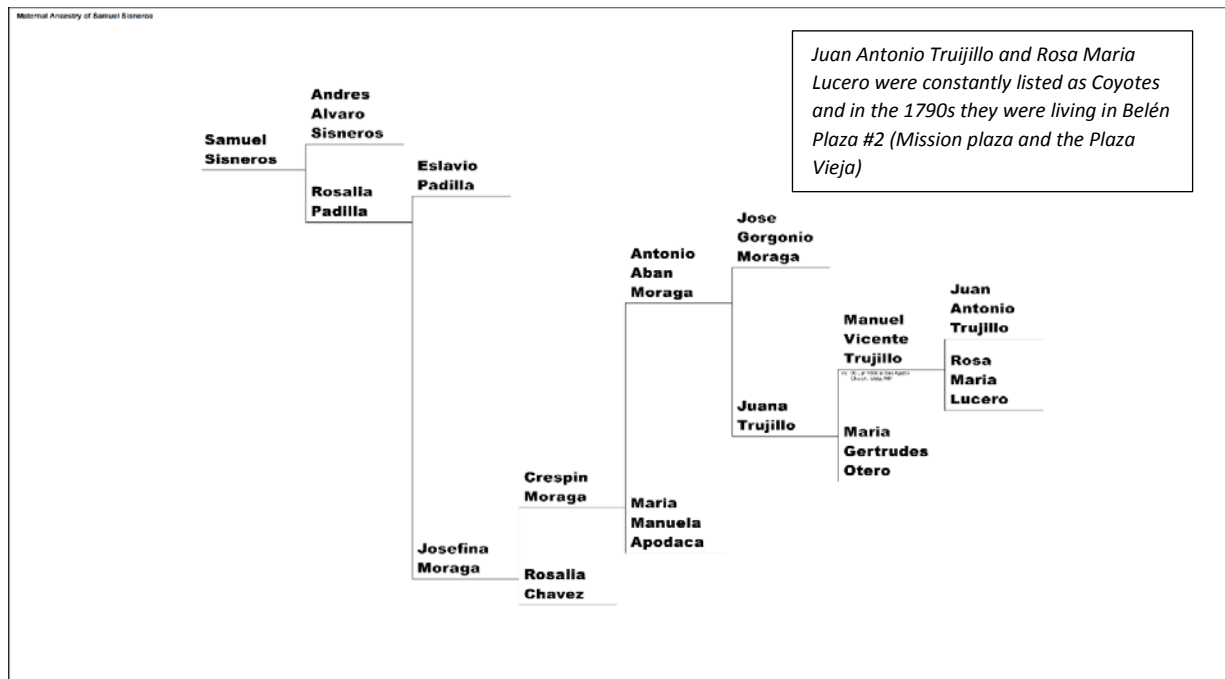 Maternal Ancestry of Samuel Sisneros
Juan Antonio Truijillo and Rosa Maria
Lucero were constantly listed as Coyotes
and in the 1790s they were living in Belén
Plaza #2 (Mission plaza and the Plaza
Vieja)
Samuel
Sisneros
Andres
Alvaro
Sisneros
Rosalia
Padilla
Eslavio
Padilla
Josefina
Moraga
Crespin
Moraga
Rosalia
Chavez
Antonio
Aban
Moraga
Maria
Manuela
Apodaca
Jose
Gorgonio
Moraga
Juana
Trujillo
Manuel
Vicente
Trujillo
Maria
Gertrudes
Otero
Juan
Antonio
Trujillo
Rosa
Maria
Lucero